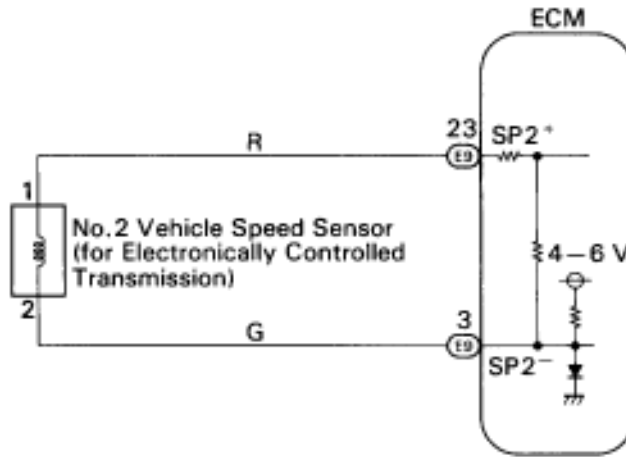 ECM
R
23
E9
SP2+
1
No.2 Vehicle Speed Sensor
(for Electronically Controlled
Transmission)
4-6 V
2
G
3
E9
SP2-